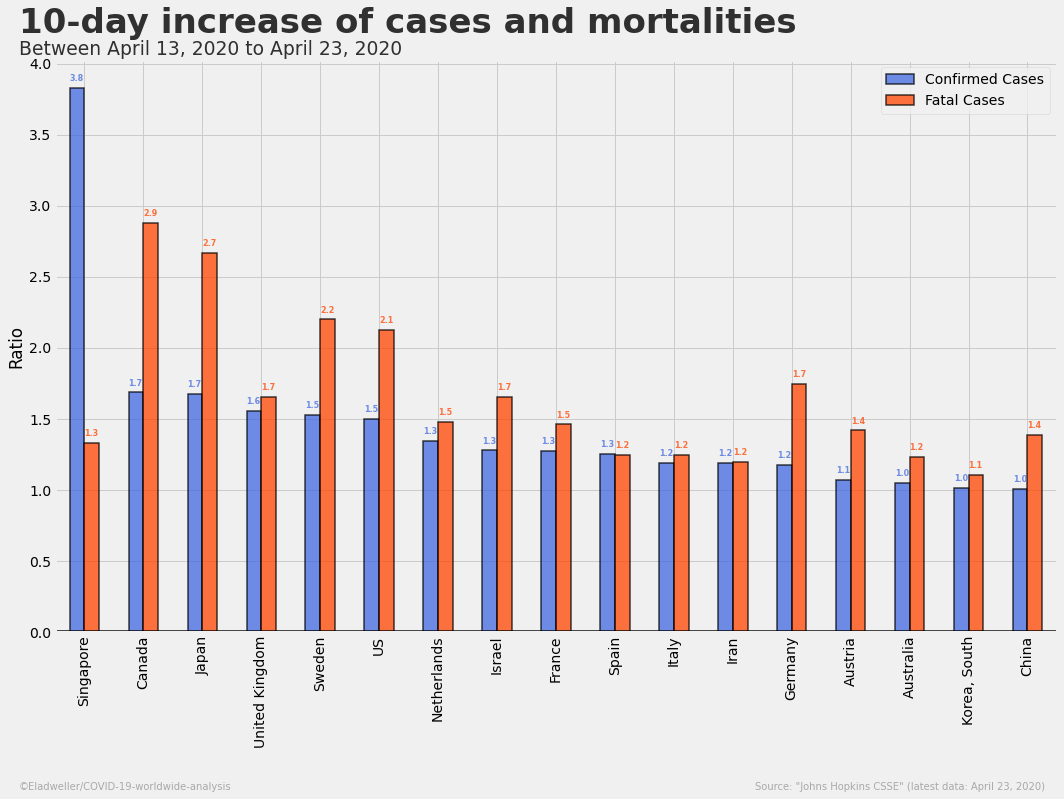 10-day increase of cases and mortalities
Between April 13, 2020 to April 23, 2020
Confirmed Cases
Fatal Cases
Ratio
4.0
3.5
3.0
2.5
2.0
1.5
1.0
0.5
0.0
3.8 1.3
1.7 2.9
1.7 2.7
1.6 1.7
1.5 2.2
1.5 2.1
1.3 1.5
1.3 1.7
1.3 1.5
1.3 1.2
1.2 1.2
1.2 1.2
1.2 1.7
1.1 1.4
1.0 1.2
1.0 1.1
1.0 1.4
Singapore
Canada
Japan
United Kingdom
Sweden
US
Netherlands
Israel
France
Spain
Italy
Iran
Germany
Austria
Australia
Korea, South
China
©Eladweller/COVID-19-worldwide-analysis
Source: "Johns Hopkins CSSE" (latest data: April 23, 2020)